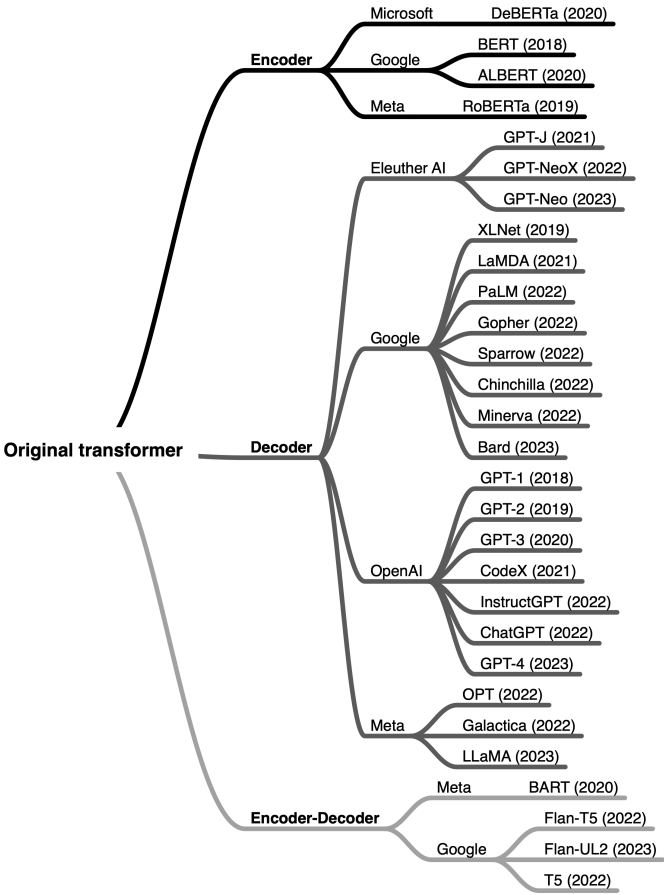 Original transformer
Encoder
Microsoft
DeBERTa (2020)
Google
BERT (2018)
ALBERT (2020)
Meta
RoBERTa (2019)
Decoder
Eleuther AI
GPT-J (2021)
GPT-NeoX (2022)
GPT-Neo (2023)
Google
XLNet (2019)
LaMDA (2021)
PaLM (2022)
Gopher (2022)
Sparrow (2022)
Chinchilla (2022)
Minerva (2022)
Bard (2023)
OpenAI
GPT-1 (2018)
GPT-2 (2019)
GPT-3 (2020)
CodeX (2021)
InstructGPT (2022)
ChatGPT (2022)
GPT-4 (2023)
Meta
OPT (2022)
Galactica (2022)
LLaMA (2023)
Encoder-Decoder
Meta
BART (2020)
Google
Flan-T5 (2022)
Flan-UL2 (2023)
T5 (2022)